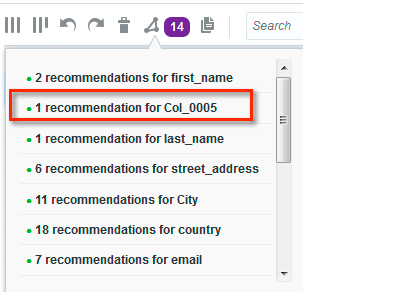 14
Search
2 recommendations for first_name
1 recommendation for Col_0005
1 recommendation for last_name
6 recommendations for street_address
11 recommendations for City
18 recommendations for country
7 recommendations for email